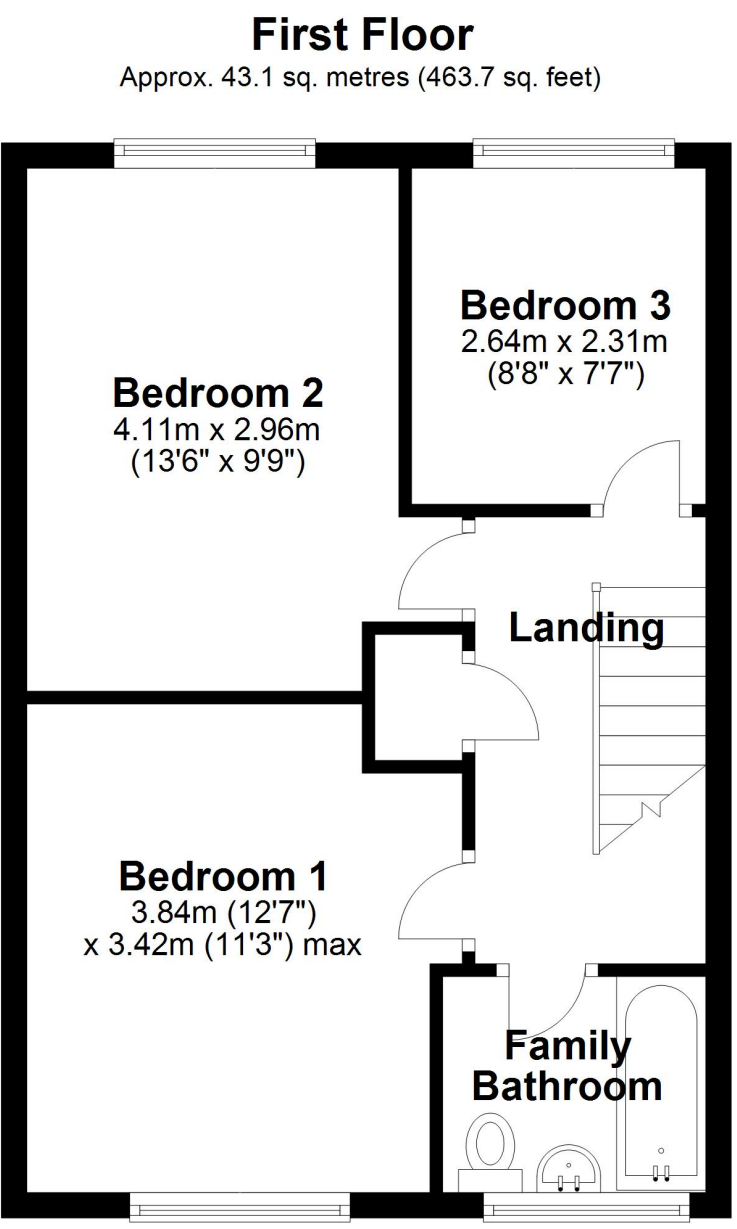 First Floor
Approx. 43.1 sq. metres (463.7 sq. feet)
Bedroom 3
2.64m x 2.31m
(8'8" x 7'7")
Bedroom 2
4.11m x 2.96m
(13'6" x 9'9")
Landing
Bedroom 1
3.84m (12'7")
x 3.42m (11'3") max
Family
Bathroom